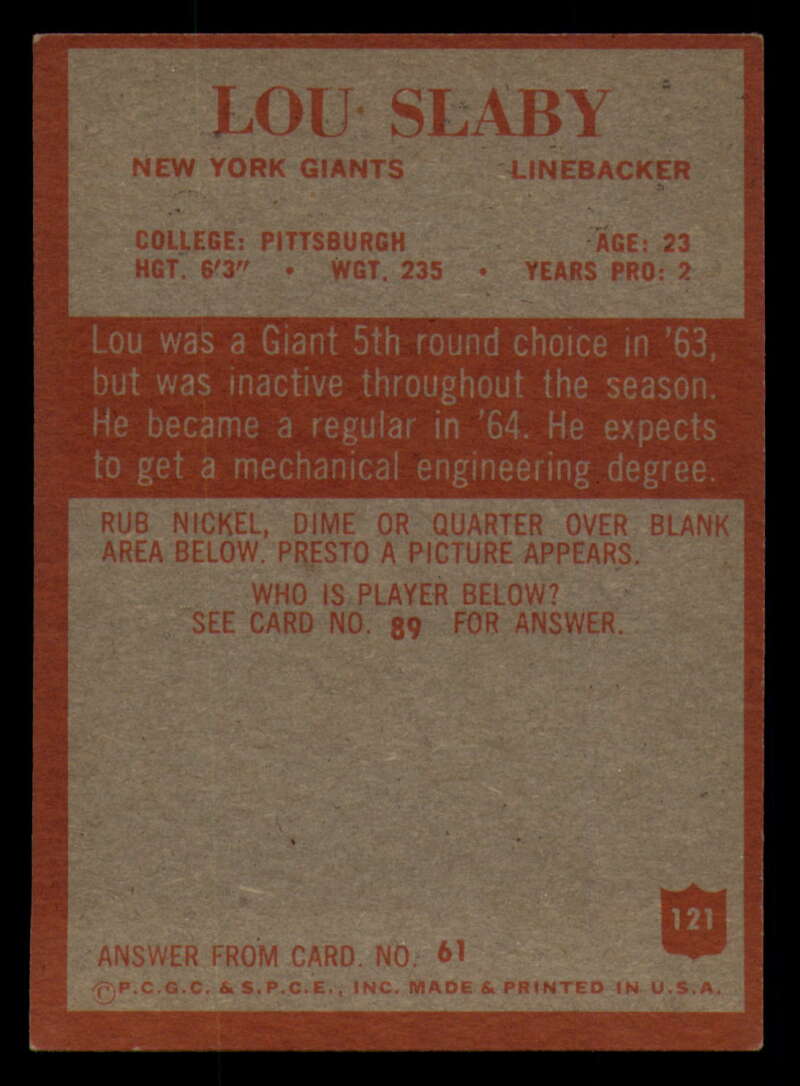 LOU SLABY
NEW YORK GIANTS LINEBACKER
COLLEGE: PITTSBURGH AGE: 23
HGT. 6'3" • WGT. 235 • YEARS PRO: 2
Lou was a Giant 5th round choice in '63,
but was inactive throughout the season.
He became a regular in '64. He expects
to get a mechanical engineering degree.
RUB NICKEL, DIME OR QUARTER OVER BLANK
AREA BELOW. PRESTO A PICTURE APPEARS.
WHO IS PLAYER BELOW?
SEE CARD NO. 89 FOR ANSWER.
121
ANSWER FROM CARD. NO. 61
©P.C.G.C. & S.P.C.E., INC. MADE & PRINTED IN U.S.A.